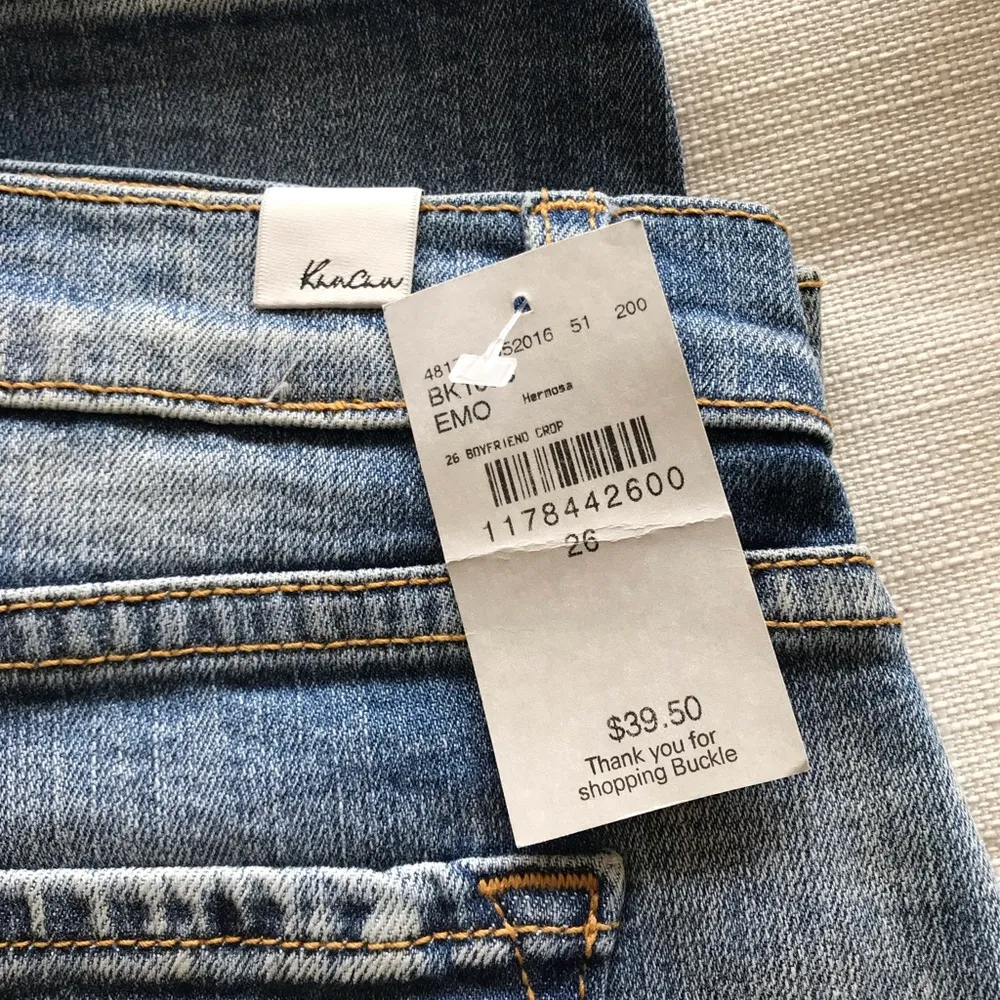 KanCan
52016 51 200
EMO Hermosa
26 BOYFRIEND CROP
1178442600
26
$39.50
Thank you for
shopping Buckle